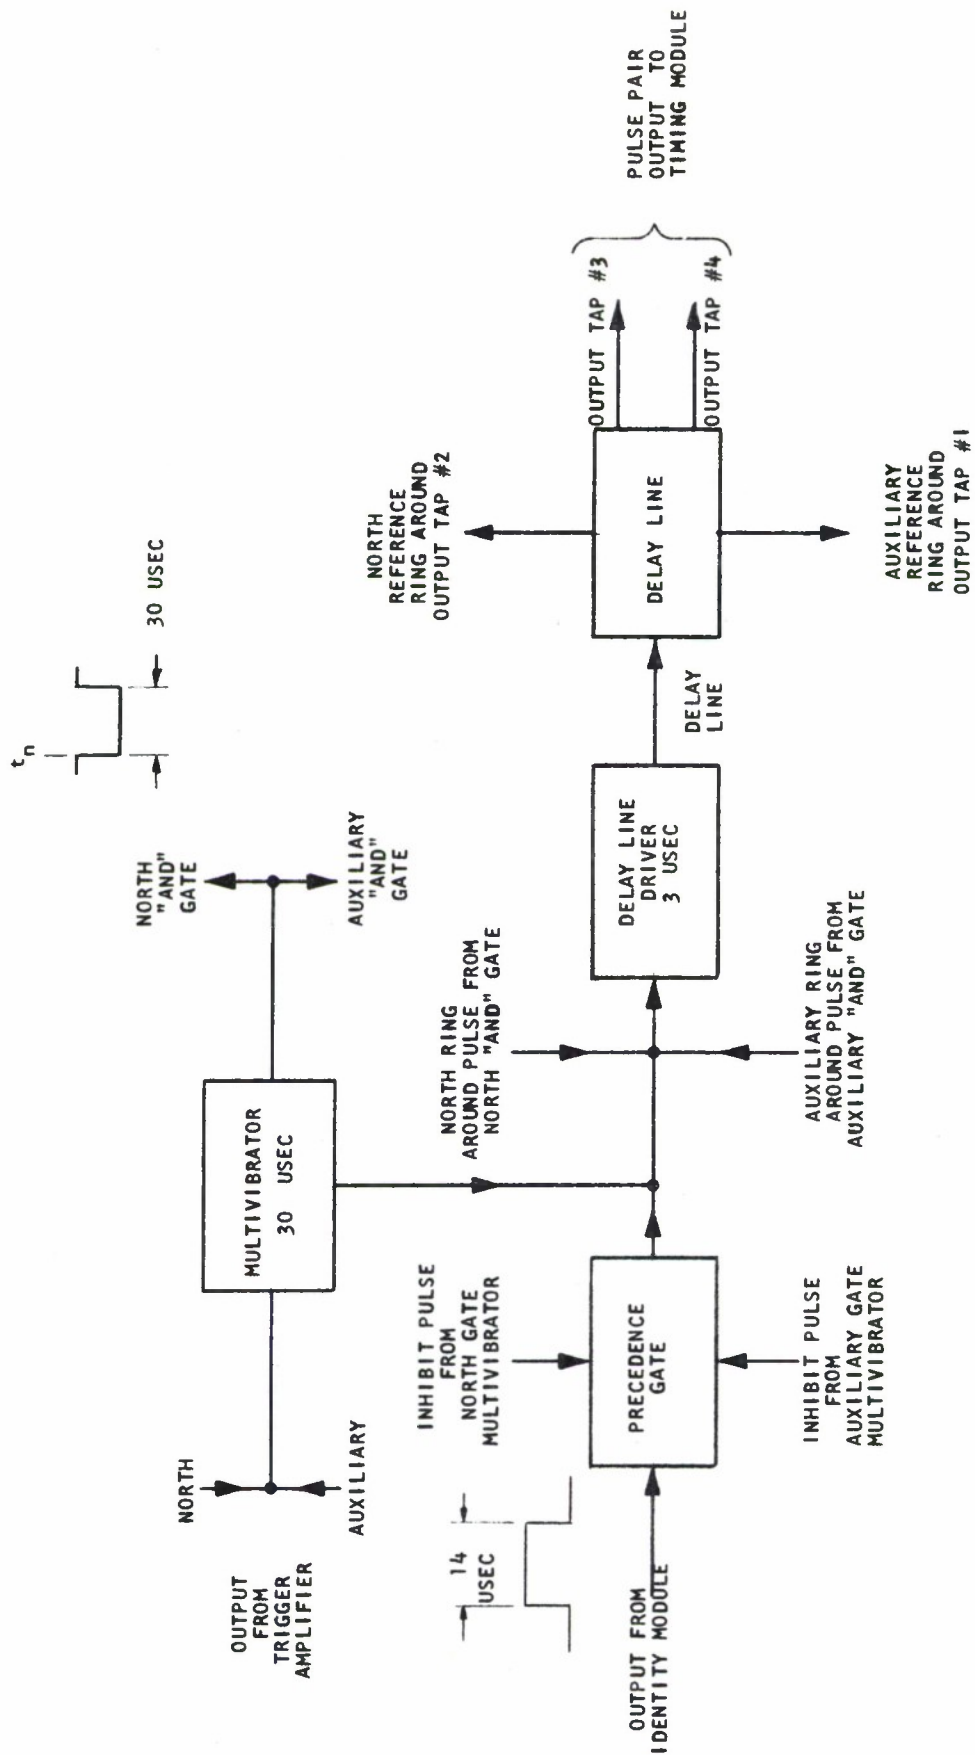 OUTPUT
FROM
TRIGGER
AMPLIFIER
NORTH
AUXILIARY
MULTIVIBRATOR
30 USEC
NORTH
"AND"
GATE
AUXILIARY
"AND"
GATE
tn
30 USEC
14
USEC
OUTPUT FROM
IDENTITY MODULE
INHIBIT PULSE
FROM
NORTH GATE
MULTIVIBRATOR
PRECEDENCE
GATE
INHIBIT PULSE
FROM
AUXILIARY GATE
MULTIVIBRATOR
NORTH RING
AROUND PULSE FROM
NORTH "AND" GATE
AUXILIARY RING
AROUND PULSE FROM
AUXILIARY "AND" GATE
DELAY LINE
DRIVER
3 USEC
DELAY
LINE
NORTH
REFERENCE
RING AROUND
OUTPUT TAP #2
DELAY LINE
AUXILIARY
REFERENCE
RING AROUND
OUTPUT TAP #1
OUTPUT TAP #3
OUTPUT TAP #4
PULSE PAIR
OUTPUT TO
TIMING MODULE